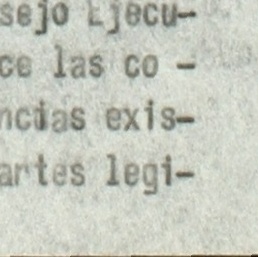 sejo Ejecu-
ce las co -
ncias exis-
artes legi-